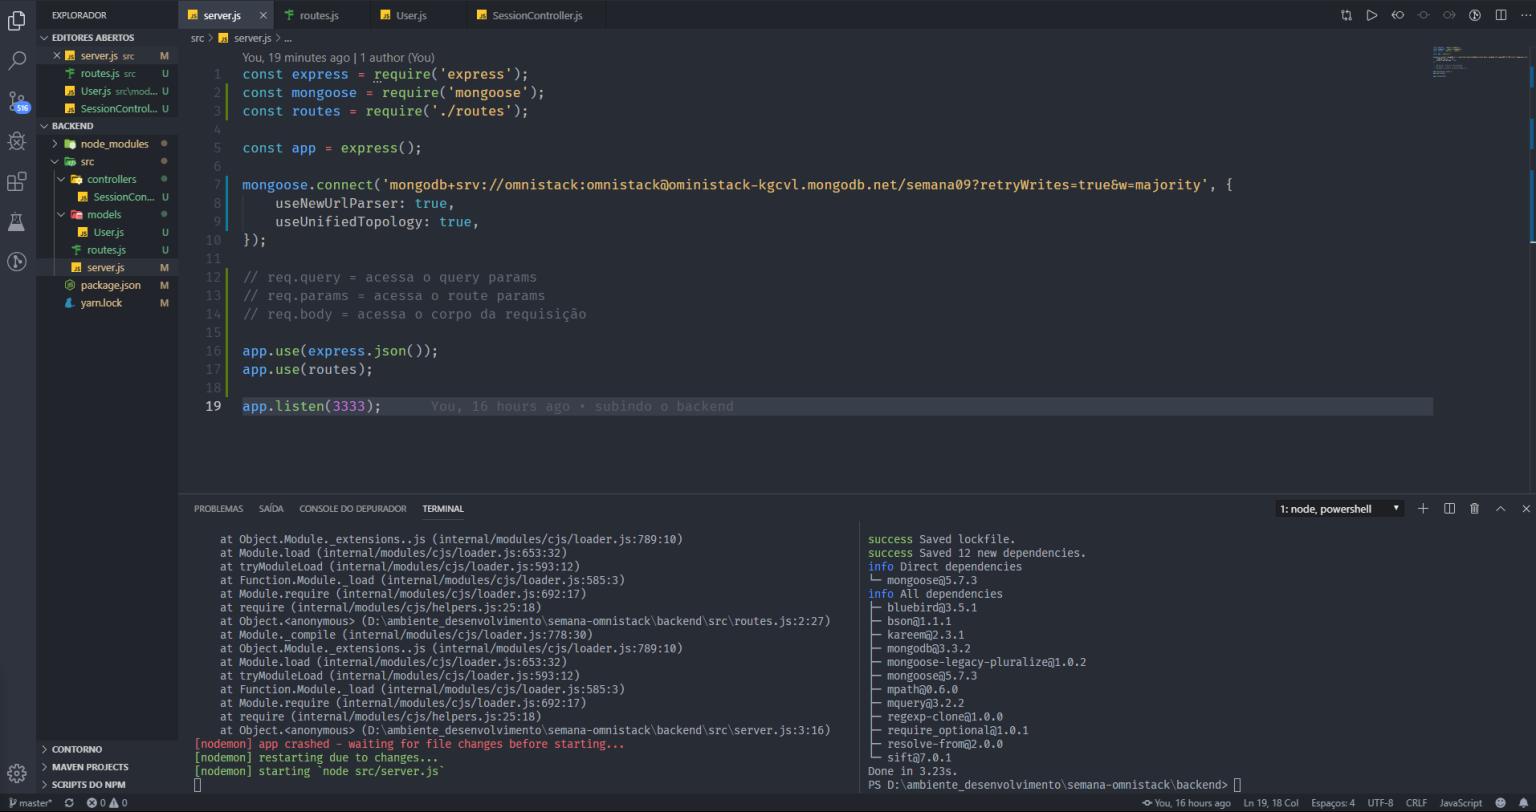 EXPLORADOR
EDITORES ABERTOS
server.js src M
routes.js src U
User.js src\mod... U
SessionControl... U
BACKEND
node_modules
src
controllers
SessionCon... U
models
User.js U
routes.js U
server.js M
package.json M
yarn.lock M
CONTORNO
MAVEN PROJECTS
SCRIPTS DO NPM
516
server.js
routes.js
User.js
SessionController.js
src > server.js > ...
You, 19 minutes ago | 1 author (You)
1 const express = require('express');
2 const mongoose = require('mongoose');
3 const routes = require('./routes');
4
5 const app = express();
6
7 mongoose.connect('mongodb+srv://omnistack:omnistack@oministack-kgcvl.mongodb.net/semana09?retryWrites=true&w=majority', {
8 useNewUrlParser: true,
9 useUnifiedTopology: true,
10 });
11
12 // req.query = acessa o query params
13 // req.params = acessa o route params
14 // req.body = acessa o corpo da requisição
15
16 app.use(express.json());
17 app.use(routes);
18
19 app.listen(3333); You, 16 hours ago • subindo o backend
PROBLEMAS SAÍDA CONSOLE DO DEPURADOR TERMINAL
1: node, powershell
at Object.Module._extensions..js (internal/modules/cjs/loader.js:789:10)
at Module.load (internal/modules/cjs/loader.js:653:32)
at tryModuleLoad (internal/modules/cjs/loader.js:593:12)
at Function.Module._load (internal/modules/cjs/loader.js:585:3)
at Module.require (internal/modules/cjs/loader.js:692:17)
at require (internal/modules/cjs/helpers.js:25:18)
at Object.<anonymous> (D:\ambiente_desenvolvimento\semana-omnistack\backend\src\routes.js:2:27)
at Module._compile (internal/modules/cjs/loader.js:778:30)
at Object.Module._extensions..js (internal/modules/cjs/loader.js:789:10)
at Module.load (internal/modules/cjs/loader.js:653:32)
at tryModuleLoad (internal/modules/cjs/loader.js:593:12)
at Function.Module._load (internal/modules/cjs/loader.js:585:3)
at Module.require (internal/modules/cjs/loader.js:692:17)
at require (internal/modules/cjs/helpers.js:25:18)
at Object.<anonymous> (D:\ambiente_desenvolvimento\semana-omnistack\backend\src\server.js:3:16)
[nodemon] app crashed - waiting for file changes before starting...
[nodemon] restarting due to changes...
[nodemon] starting `node src/server.js`
success Saved lockfile.
success Saved 12 new dependencies.
info Direct dependencies
└─ mongoose@5.7.3
info All dependencies
├─ bluebird@3.5.1
├─ bson@1.1.1
├─ kareem@2.3.1
├─ mongodb@3.3.2
├─ mongoose-legacy-pluralize@1.0.2
├─ mongoose@5.7.3
├─ mpath@0.6.0
├─ mquery@3.2.2
├─ regexp-clone@1.0.0
├─ require_optional@1.0.1
├─ resolve-from@2.0.0
└─ sift@7.0.1
Done in 3.23s.
PS D:\ambiente_desenvolvimento\semana-omnistack\backend>
master* 0 0 You, 16 hours ago Ln 19, 18 Col Espaços: 4 UTF-8 CRLF JavaScript